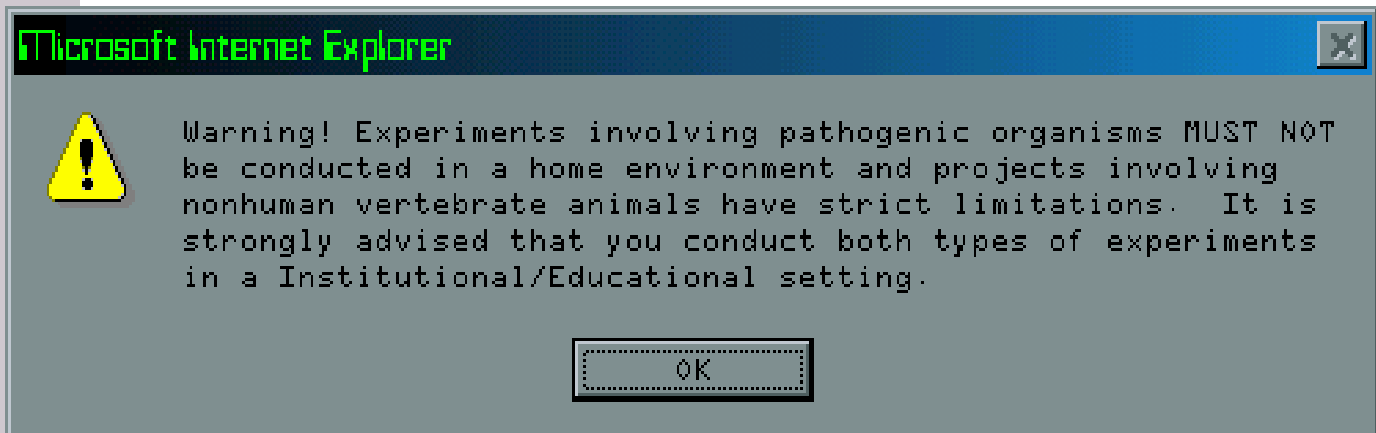 Microsoft Internet Explorer
Warning! Experiments involving pathogenic organisms MUST NOT
be conducted in a home environment and projects involving
nonhuman vertebrate animals have strict limitations.  It is
strongly advised that you conduct both types of experiments
in a Institutional/Educational setting.
OK